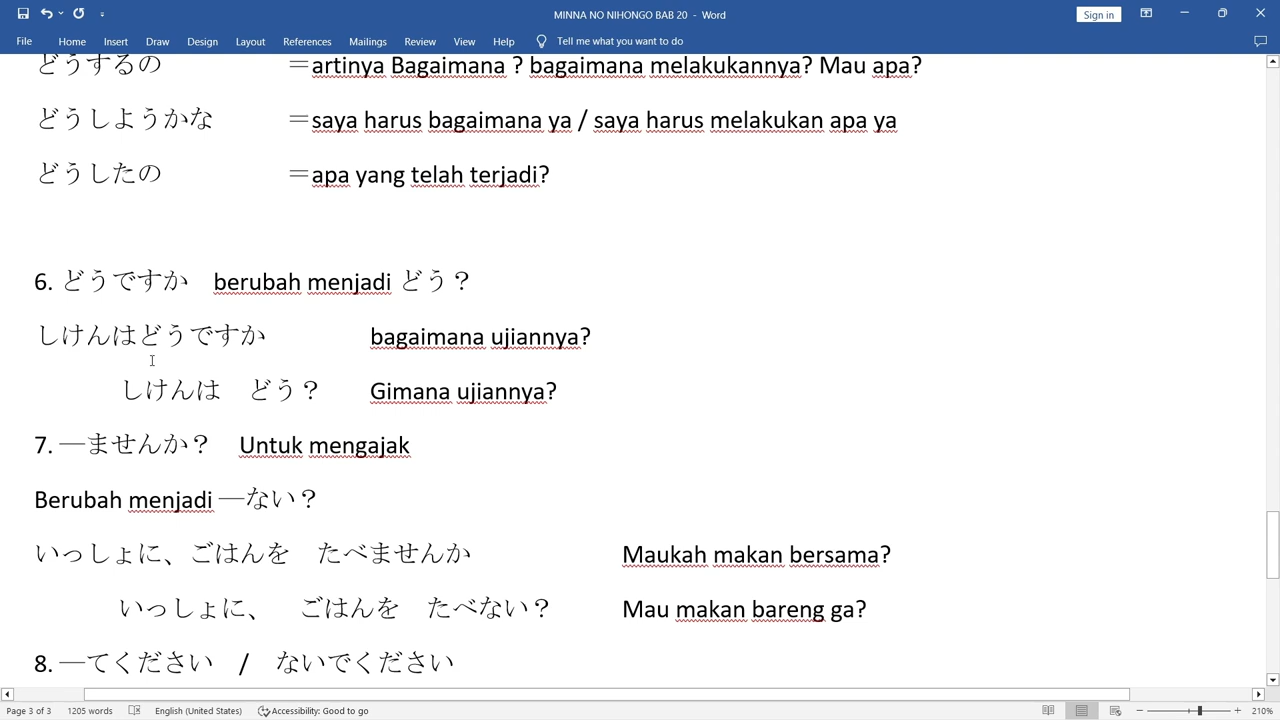 MINNA NO NIHONGO BAB 20 - Word
Sign in
File Home Insert Draw Design Layout References Mailings Review View Help Tell me what you want to do
どうするの ＝artinya Bagaimana ? bagaimana melakukannya? Mau apa?
どうしようかな ＝saya harus bagaimana ya / saya harus melakukan apa ya
どうしたの ＝apa yang telah terjadi?
6. どうですか berubah menjadi どう？
しけんはどうですか bagaimana ujiannya?
しけんは どう？ Gimana ujiannya?
7. ―ませんか？ Untuk mengajak
Berubah menjadi ―ない？
いっしょに、ごはんを たべませんか Maukah makan bersama?
いっしょに、 ごはんを たべない？ Mau makan bareng ga?
8. ―てください / ないでください
Page 3 of 3 1205 words English (United States) Accessibility: Good to go 210%